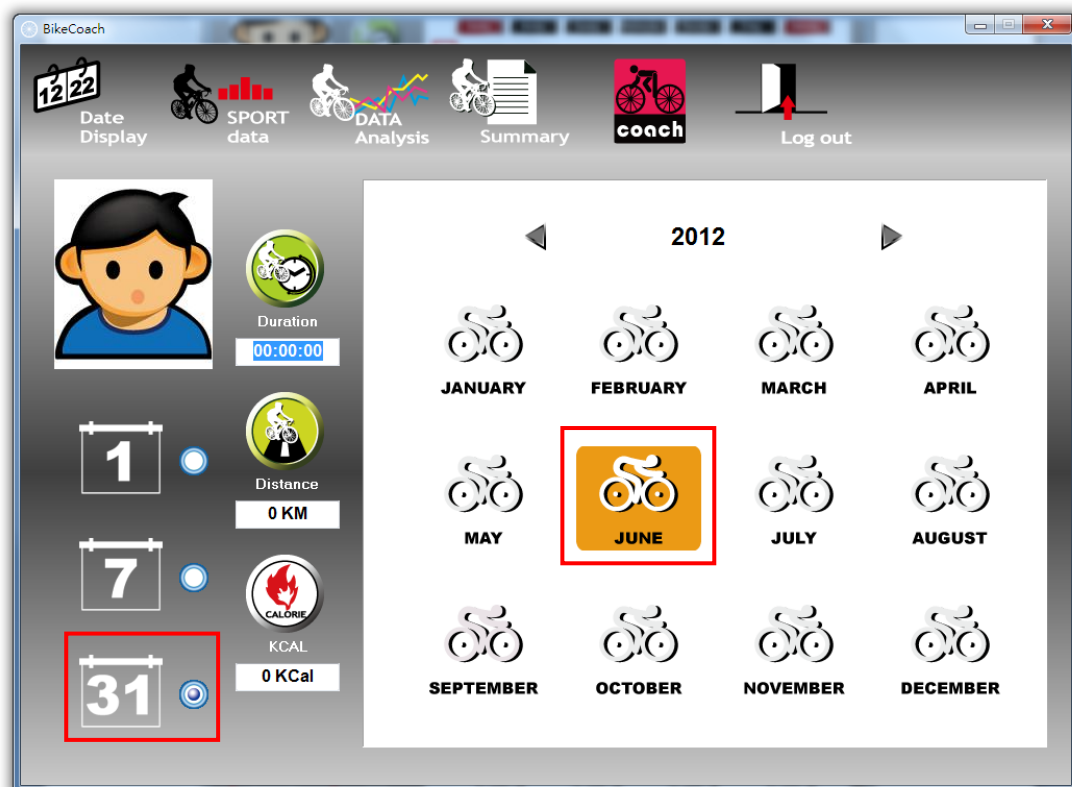 BikeCoach
12 22
Date
Display
SPORT
data
DATA
Analysis
Summary
coach
Log out
2012
Duration
00:00:00
JANUARY
FEBRUARY
MARCH
APRIL
1
Distance
0 KM
MAY
JUNE
JULY
AUGUST
7
CALORIE
KCAL
0 KCal
31
SEPTEMBER
OCTOBER
NOVEMBER
DECEMBER